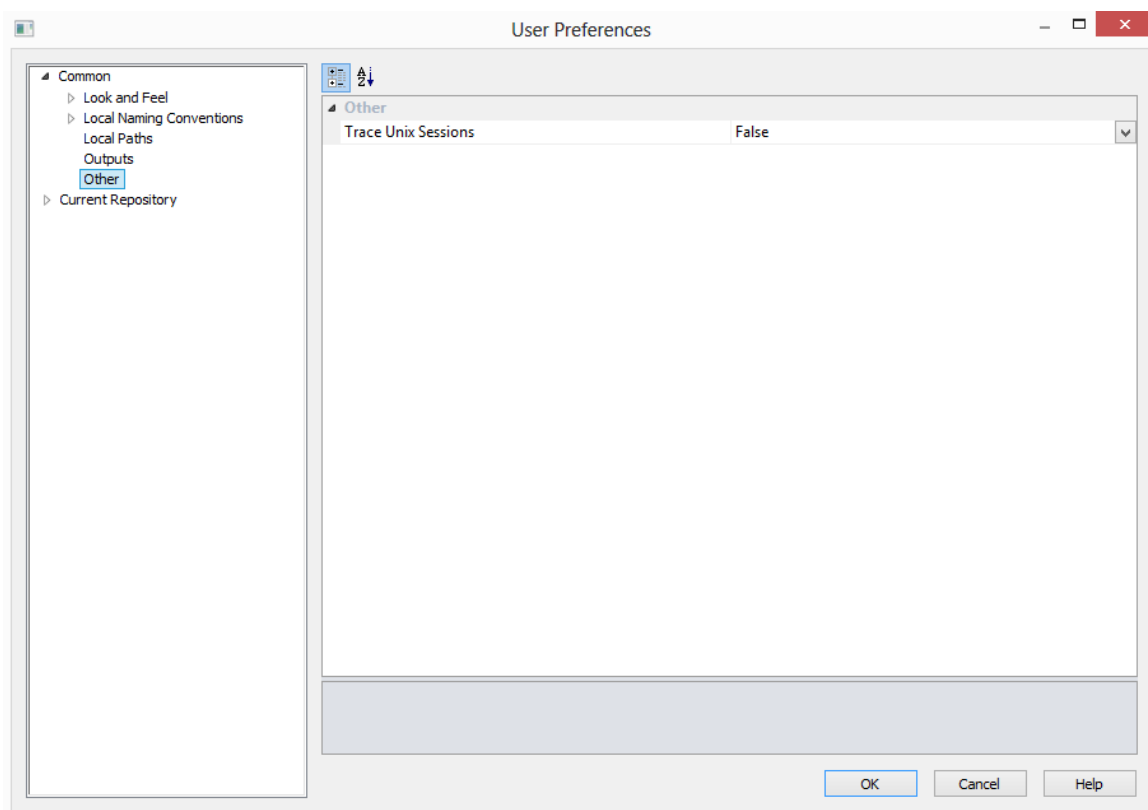 User Preferences
Common
Look and Feel
Local Naming Conventions
Local Paths
Outputs
Other
Current Repository
Other
Trace Unix Sessions False
OK Cancel Help